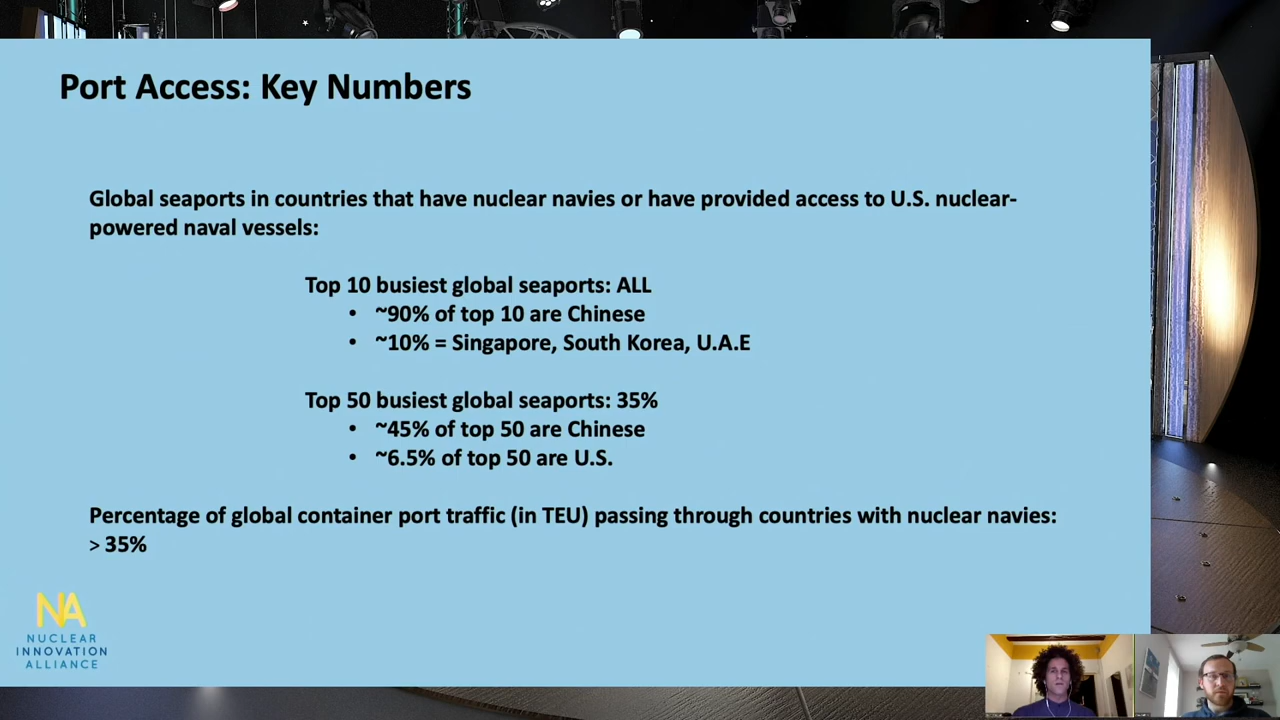 Port Access: Key Numbers
Global seaports in countries that have nuclear navies or have provided access to U.S. nuclear-
powered naval vessels:
Top 10 busiest global seaports: ALL
• ~90% of top 10 are Chinese
• ~10% = Singapore, South Korea, U.A.E
Top 50 busiest global seaports: 35%
• ~45% of top 50 are Chinese
• ~6.5% of top 50 are U.S.
Percentage of global container port traffic (in TEU) passing through countries with nuclear navies:
> 35%
NA
NUCLEAR
INNOVATION
ALLIANCE